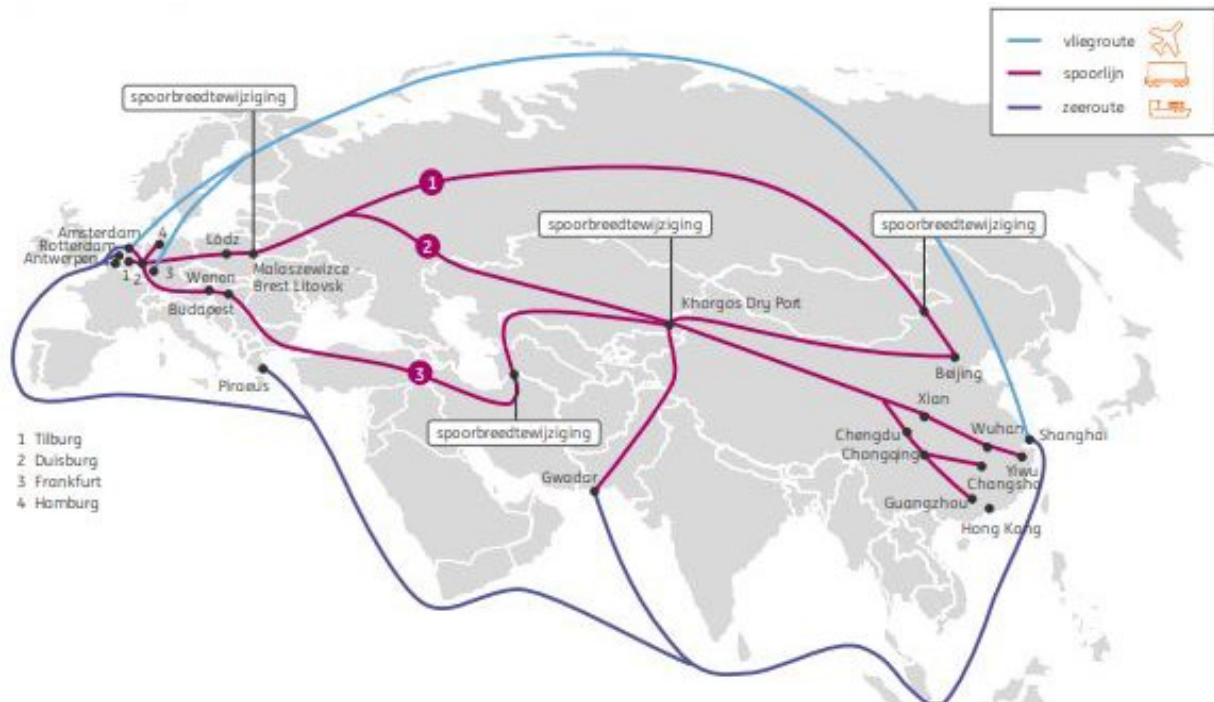 vliegroute
spoorlijn
zeeroute
spoorbreedtewijziging
1
spoorbreedtewijziging
spoorbreedtewijziging
2
Amsterdam
4
Rotterdam
Lódz
Antwerpen
1
2
3
Wenen
Malaszewizce -
Brest Litovsk
Budapest
Khorgos Dry Port
3
Piraeus
Beijing
spoorbreedtewijziging
Xian
Chengdu
Wuhan
Shanghai
Chongqing
Yiwu
Changsha
Gwadar
Guangzhou
Hong Kong
1 Tilburg
2 Duisburg
3 Frankfurt
4 Hamburg